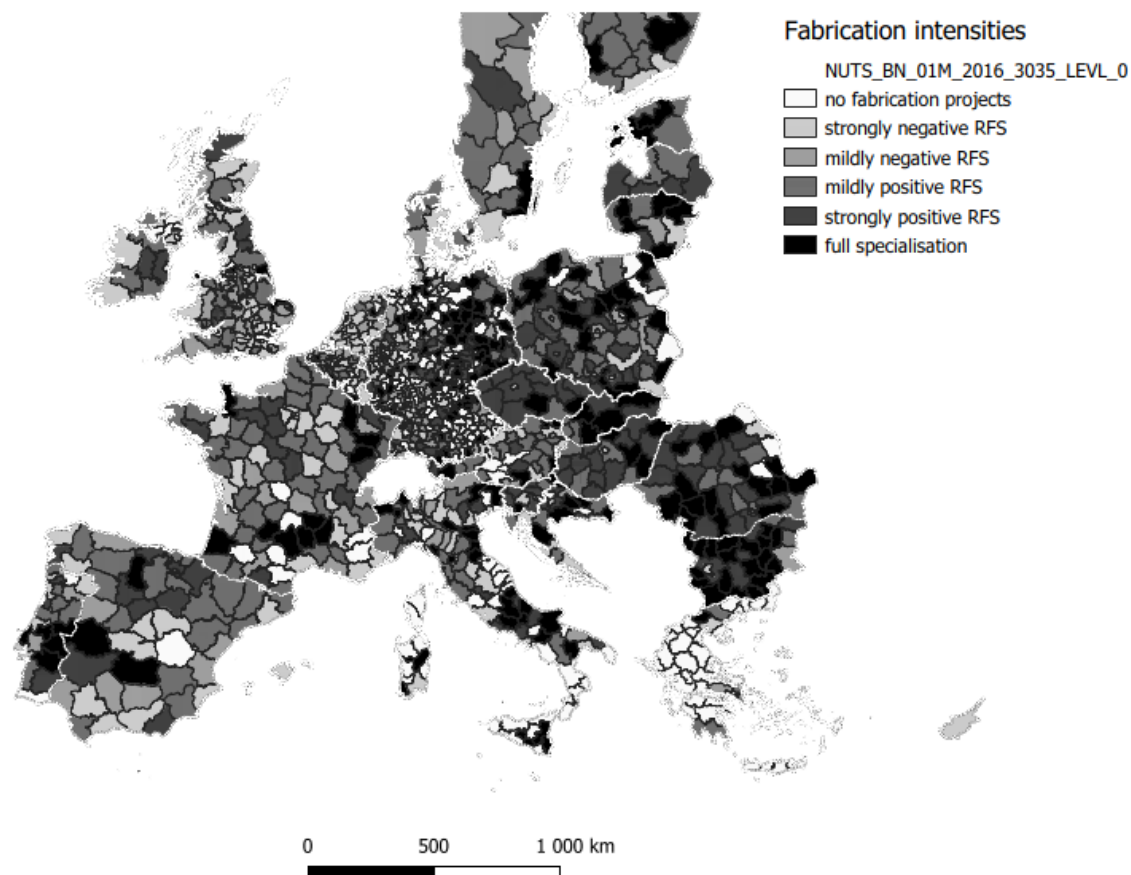 Fabrication intensities
NUTS_BN_01M_2016_3035_LEVL_0
no fabrication projects
strongly negative RFS
mildly negative RFS
mildly positive RFS
strongly positive RFS
full specialisation
0 500 1 000 km